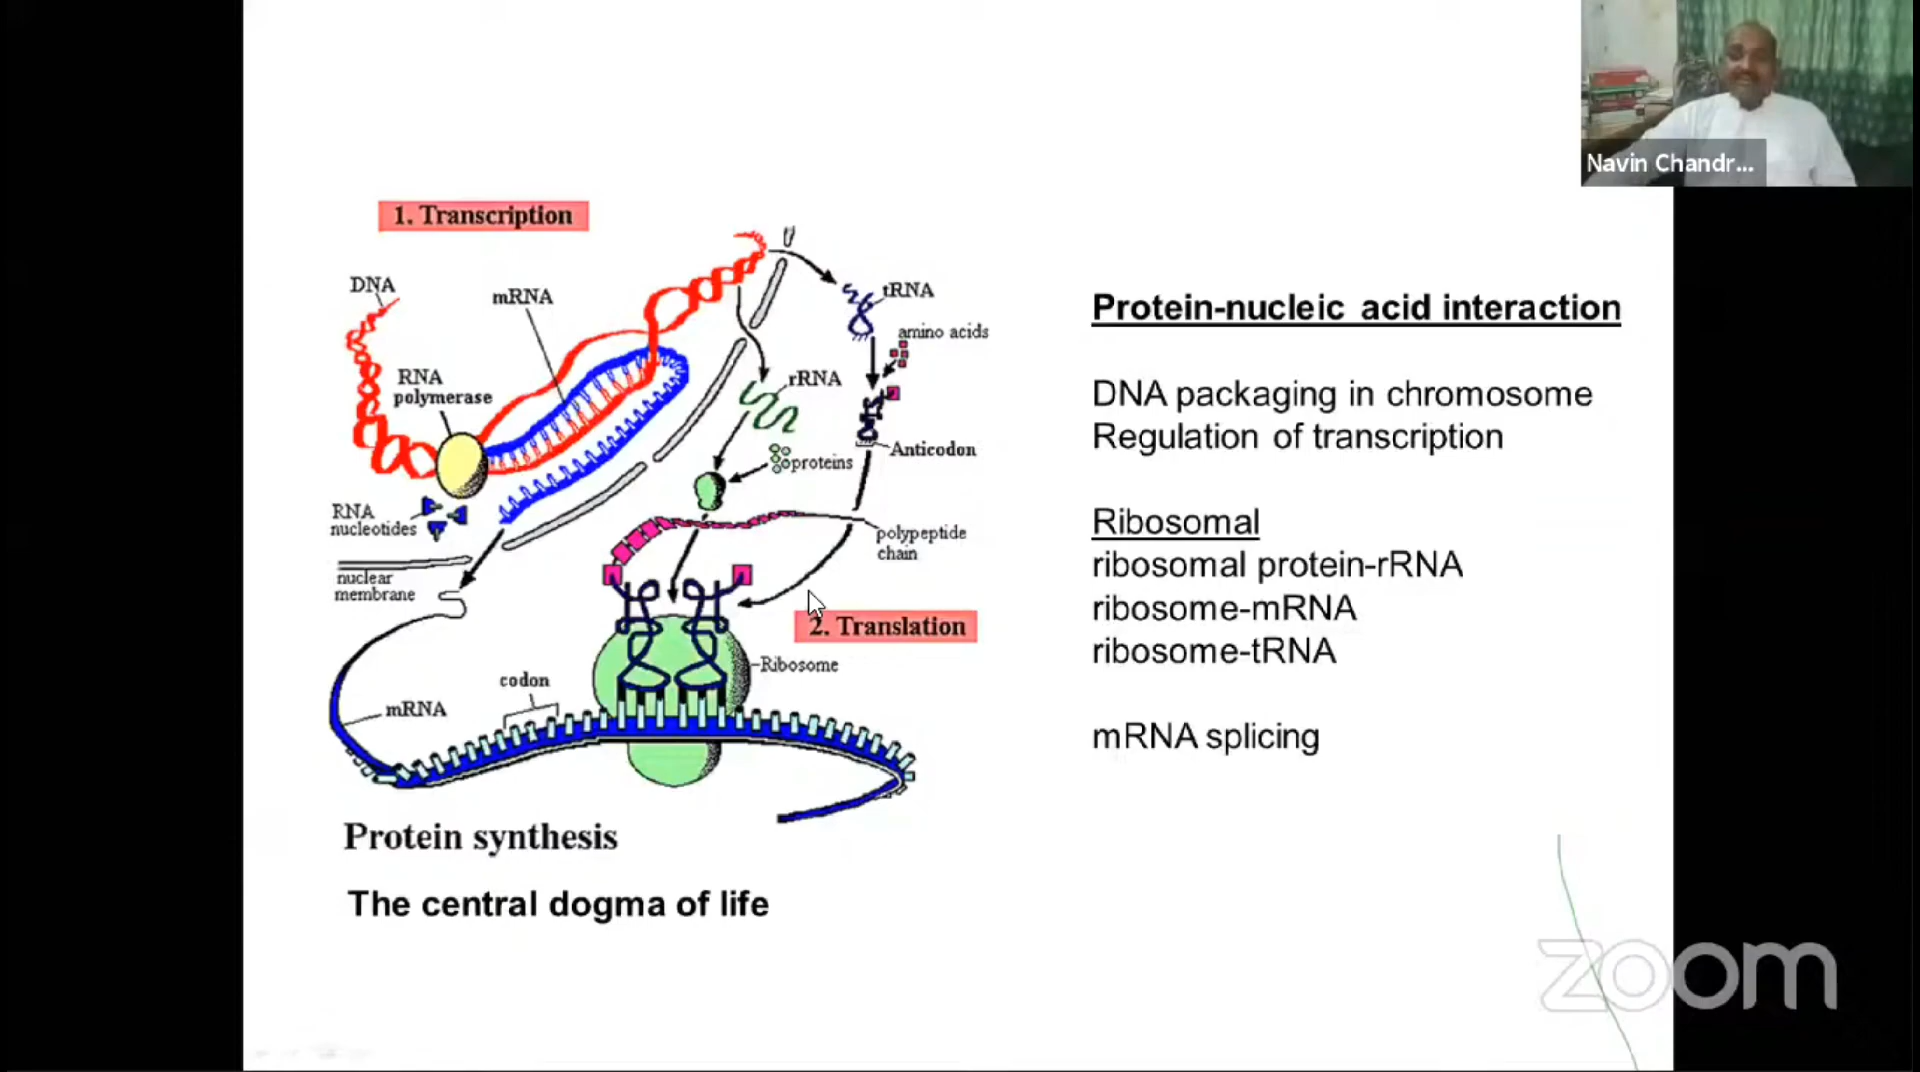 Navin Chandr...
1. Transcription
DNA
mRNA
tRNA
amino acids
RNA
polymerase
rRNA
Anticodon
proteins
RNA
nucleotides
polypeptide
chain
nuclear
membrane
2. Translation
Ribosome
codon
mRNA
Protein synthesis
The central dogma of life
Protein-nucleic acid interaction
DNA packaging in chromosome
Regulation of transcription
Ribosomal
ribosomal protein-rRNA
ribosome-mRNA
ribosome-tRNA
mRNA splicing
zoom